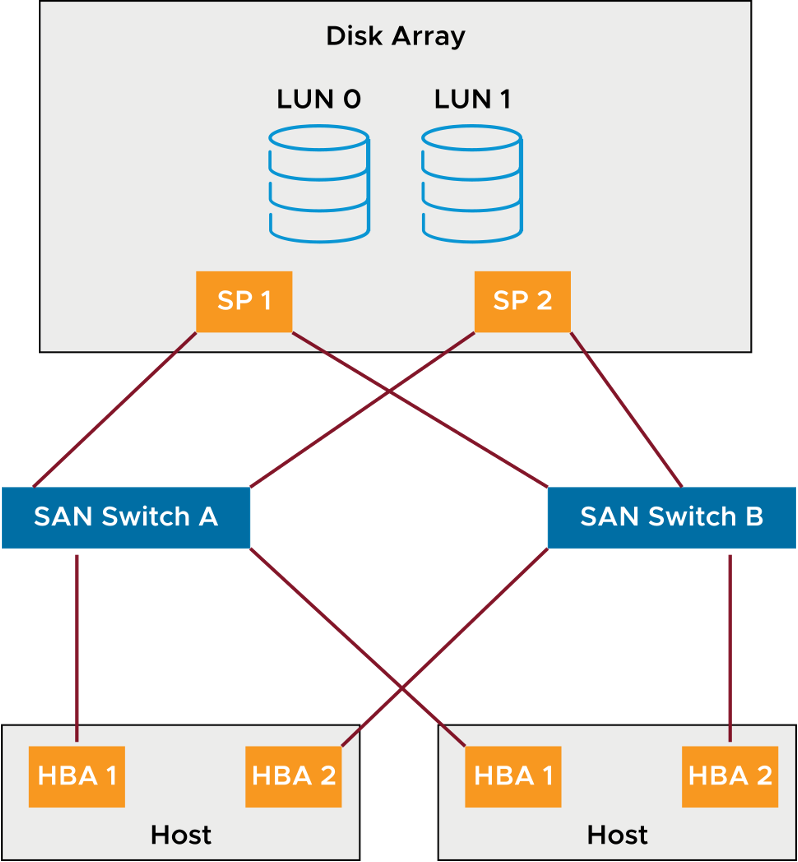 Disk Array
LUN 0
LUN 1
SP 1
SP 2
SAN Switch A
SAN Switch B
HBA 1
HBA 2
HBA 1
HBA 2
Host
Host